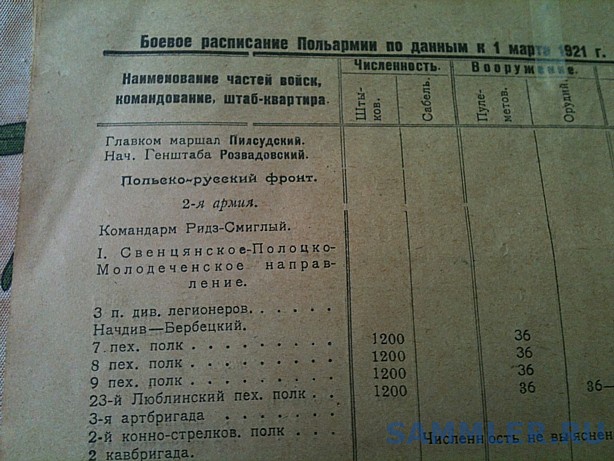 Боевое расписание Польармии по данным к 1 марта 1921 г.
Наименование частей войск, командование, штаб-квартира.
Численность.
Вооружение.
Шты-
ков.
Сабель.
Пуле-
метов.
Орудий.
Главком маршал Пилсудский.
Нач. Генштаба Розвадовский.
Польско-русский фронт.
2-я армия.
Командарм Ридз-Смиглый.
I. Свенцянское-Полоцко-
Молодеченское направ-
ление.
3 п. див. легионеров......
Начдив—Бербецкий.
7 пех. полк . . . . . . . . 1200 36
8 пех. полк . . . . . . . . 1200 36
9 пех. полк . . . . . . . . 1200 36
23-й Люблинский пех. полк . . 1200 36 36—
3-я артбригада . . . . . . .
2-й конно-стрелков. полк . . . Численность не выяснен
2 кавбригада.
SAMMLER.RU